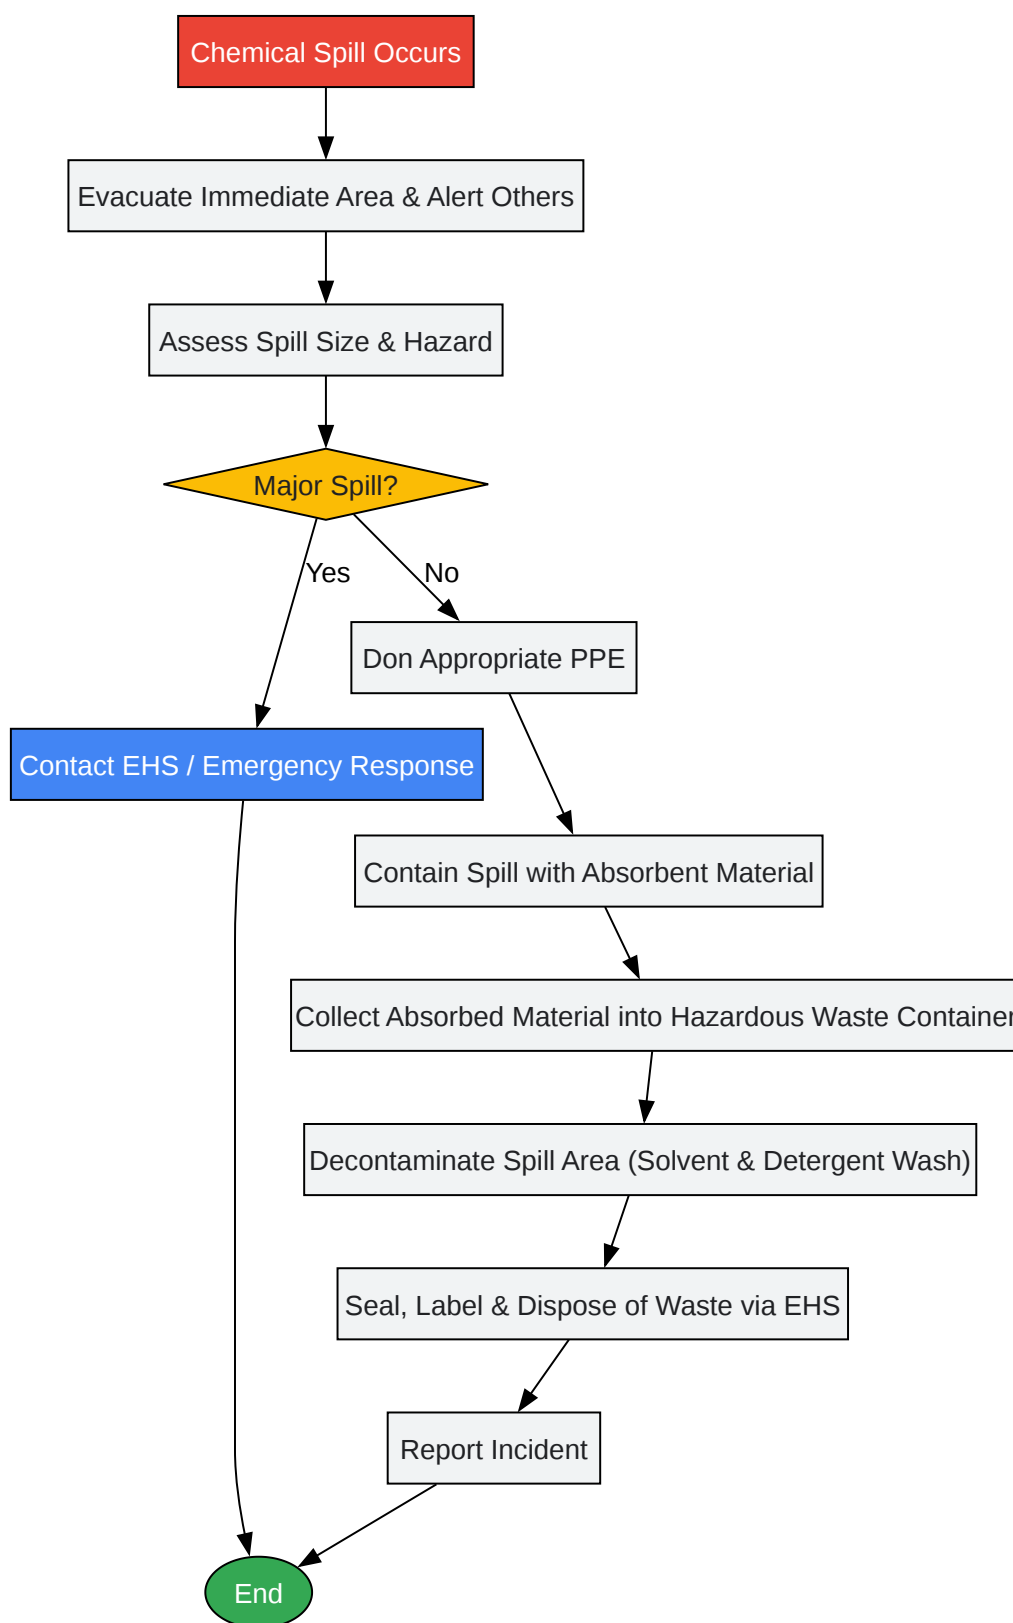 Chemical Spill Occurs
Evacuate Immediate Area & Alert Others
Assess Spill Size & Hazard
Major Spill?
Yes
No
Don Appropriate PPE
Contact EHS / Emergency Response
Contain Spill with Absorbent Material
Collect Absorbed Material into Hazardous Waste Container
Decontaminate Spill Area (Solvent & Detergent Wash)
Seal, Label & Dispose of Waste via EHS
Report Incident
End